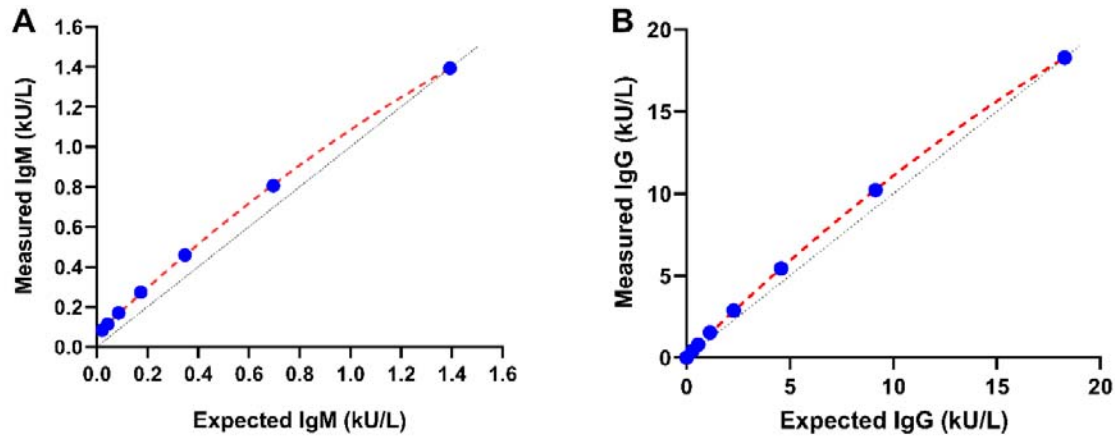 A
Measured IgM (kU/L)
1.6
1.4
1.2
1.0
0.8
0.6
0.4
0.2
0.0
0.0 0.2 0.4 0.6 0.8 1.0 1.2 1.4 1.6
Expected IgM (kU/L)
B
Measured IgG (kU/L)
20
15
10
5
0
0 5 10 15 20
Expected IgG (kU/L)